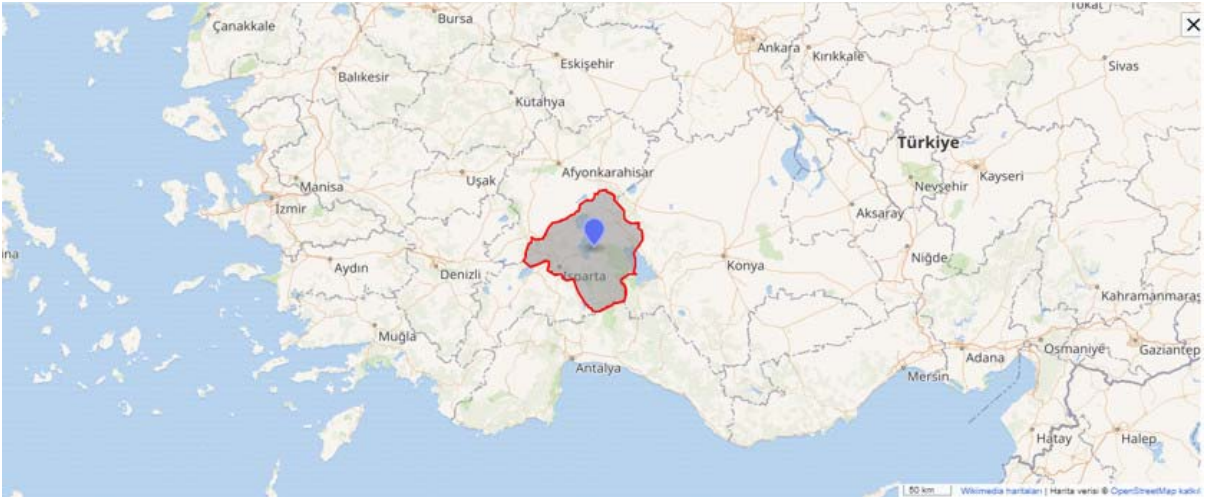 Tokat
Bursa
Çanakkale
Ankara
Kırıkkale
Eskişehir
Sivas
Balıkesir
Kütahya
Türkiye
Afyonkarahisar
Kayseri
Uşak
Manisa
Nevşehir
İzmir
Aksaray
na
Niğde
Konya
Aydın
Denizli
Isparta
Kahramanmaraş
Muğla
Osmaniye
Gaziantep
Adana
Antalya
Mersin
Hatay
Halep
50 km
Wikimedia haritaları | Harita verisi © OpenStreetMap katkıl